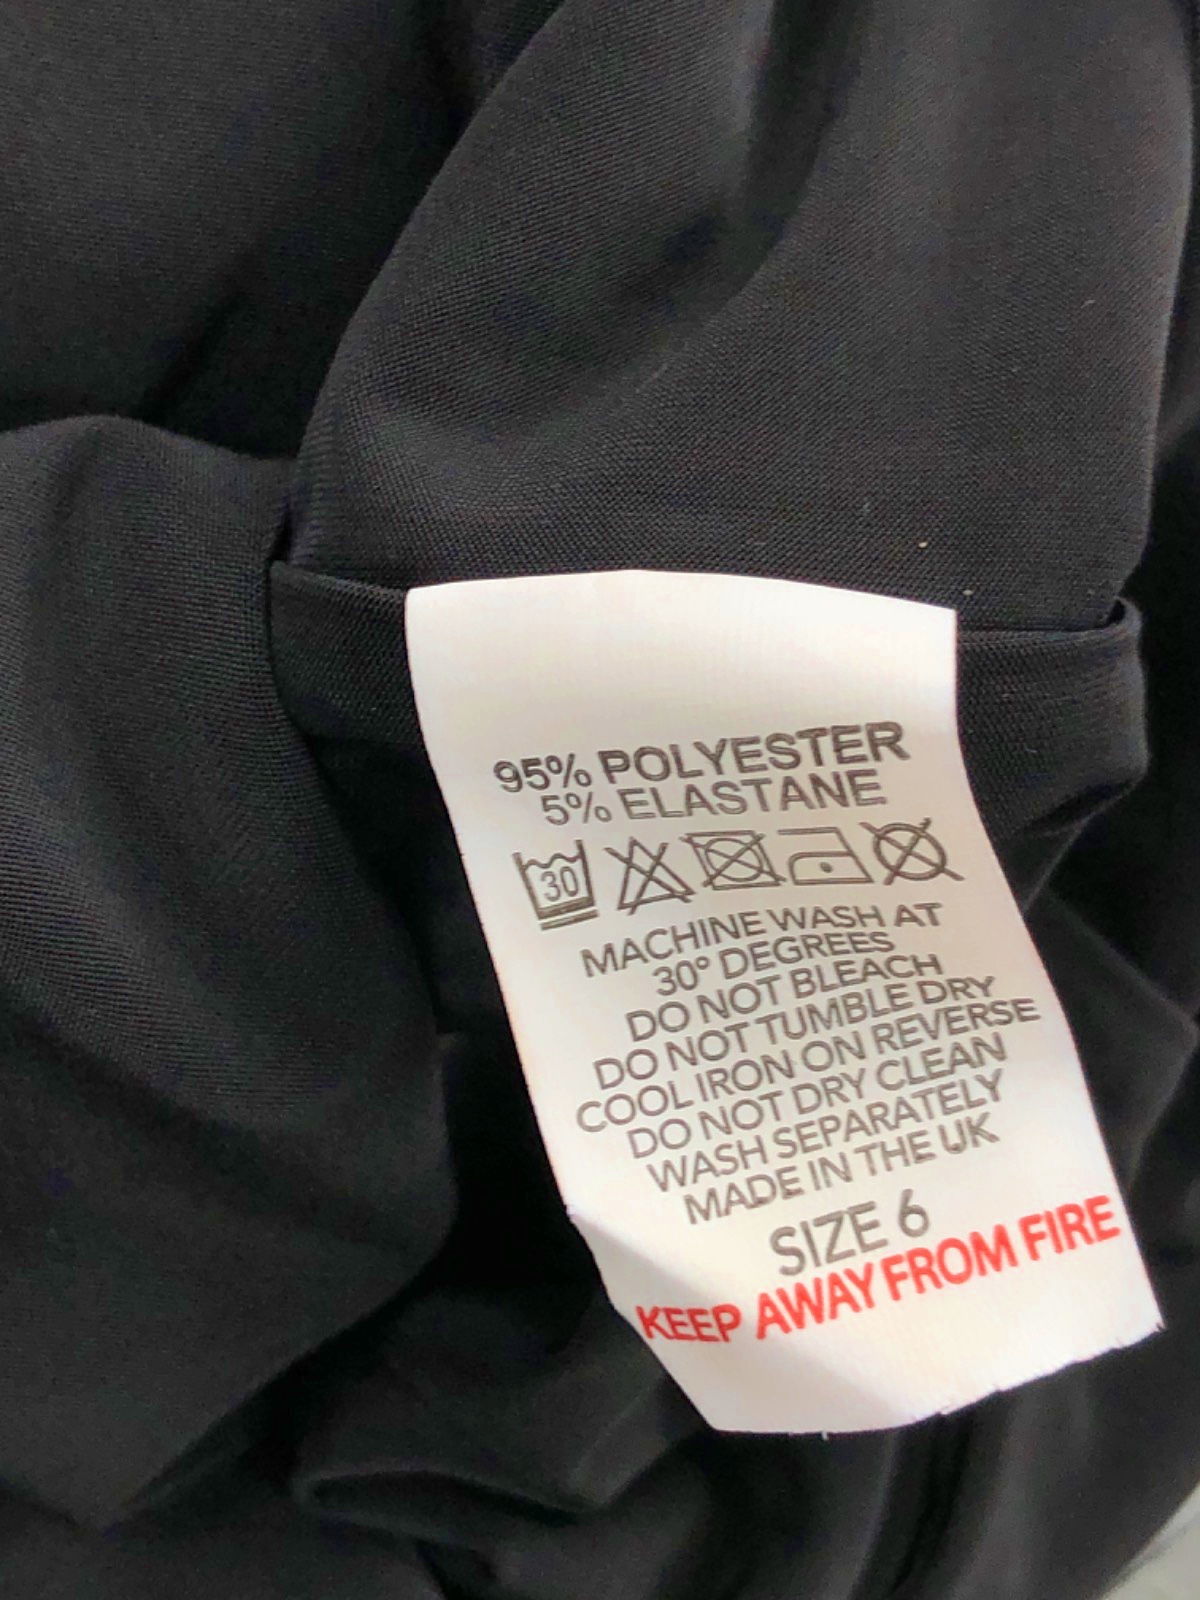 95% POLYESTER
5% ELASTANE
30
MACHINE WASH AT
30° DEGREES
DO NOT BLEACH
DO NOT TUMBLE DRY
COOL IRON ON REVERSE
DO NOT DRY CLEAN
WASH SEPARATELY
MADE IN THE UK
SIZE 6
KEEP AWAY FROM FIRE